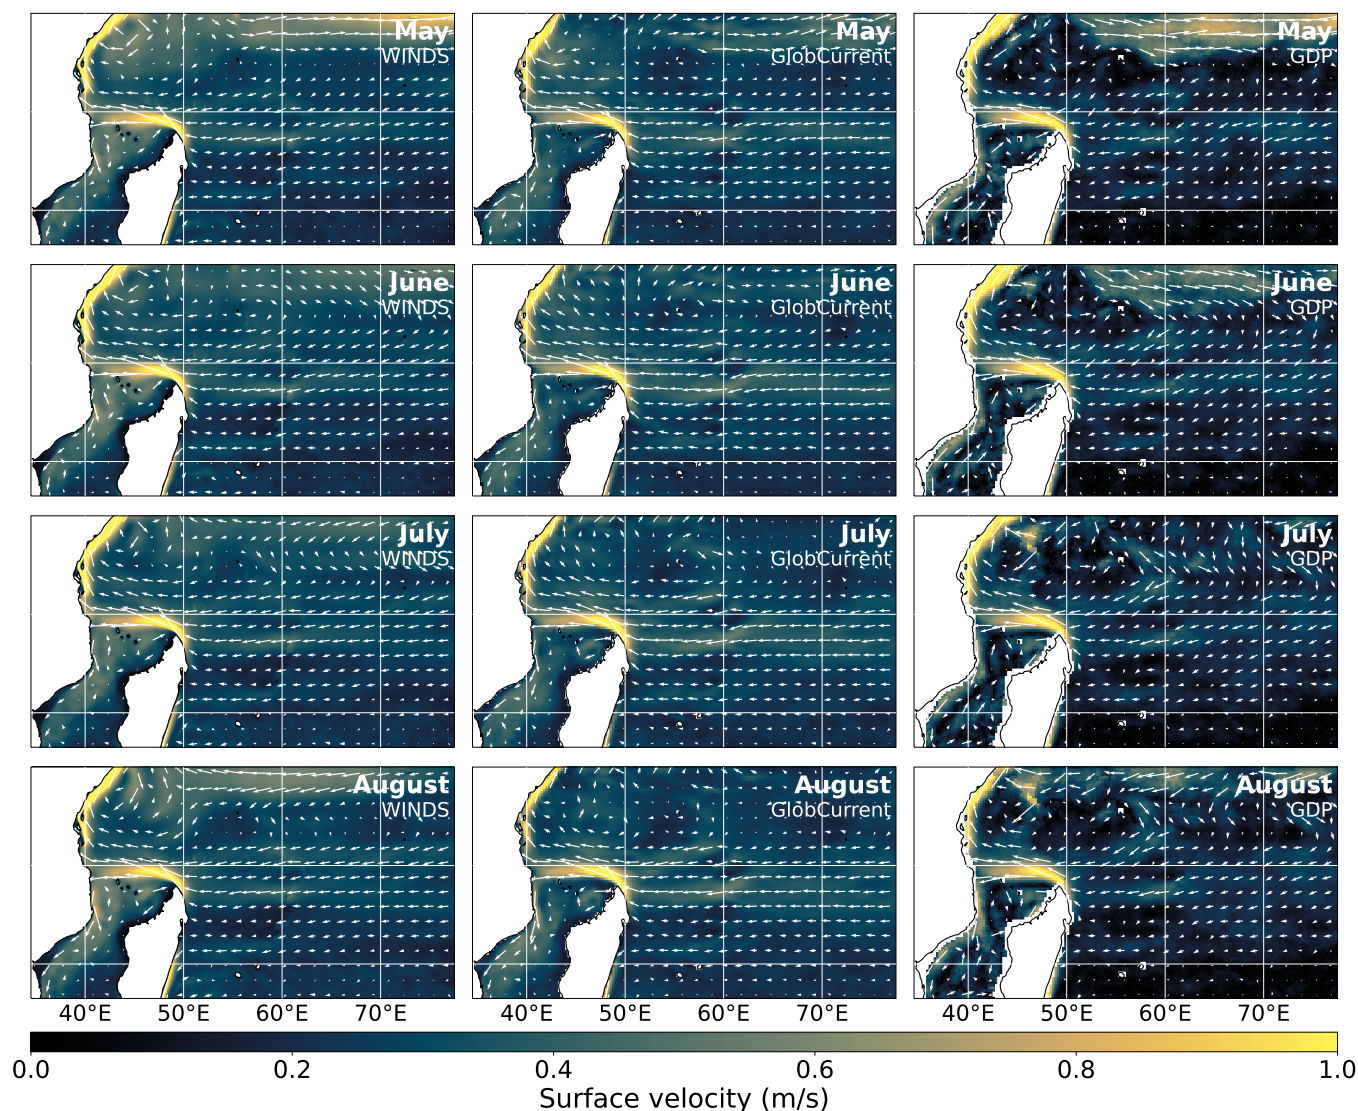 May
WINDS
May
GlobCurrent
May
GDP
June
WINDS
June
GlobCurrent
June
GDP
July
WINDS
July
GlobCurrent
July
GDP
August
WINDS
August
GlobCurrent
August
GDP
40°E 50°E 60°E 70°E 40°E 50°E 60°E 70°E 40°E 50°E 60°E 70°E
0.0 0.2 0.4 0.6 0.8 1.0
Surface velocity (m/s)